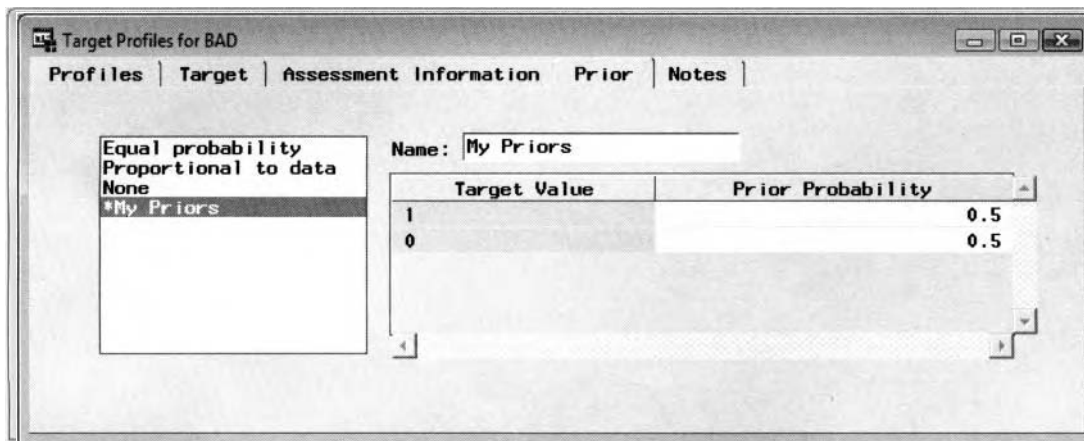 Target Profiles for BAD
Profiles Target Assessment Information Prior Notes
Equal probability
Proportional to data
None
*My Priors
Name: My Priors
Target Value Prior Probability
1 0.5
0 0.5